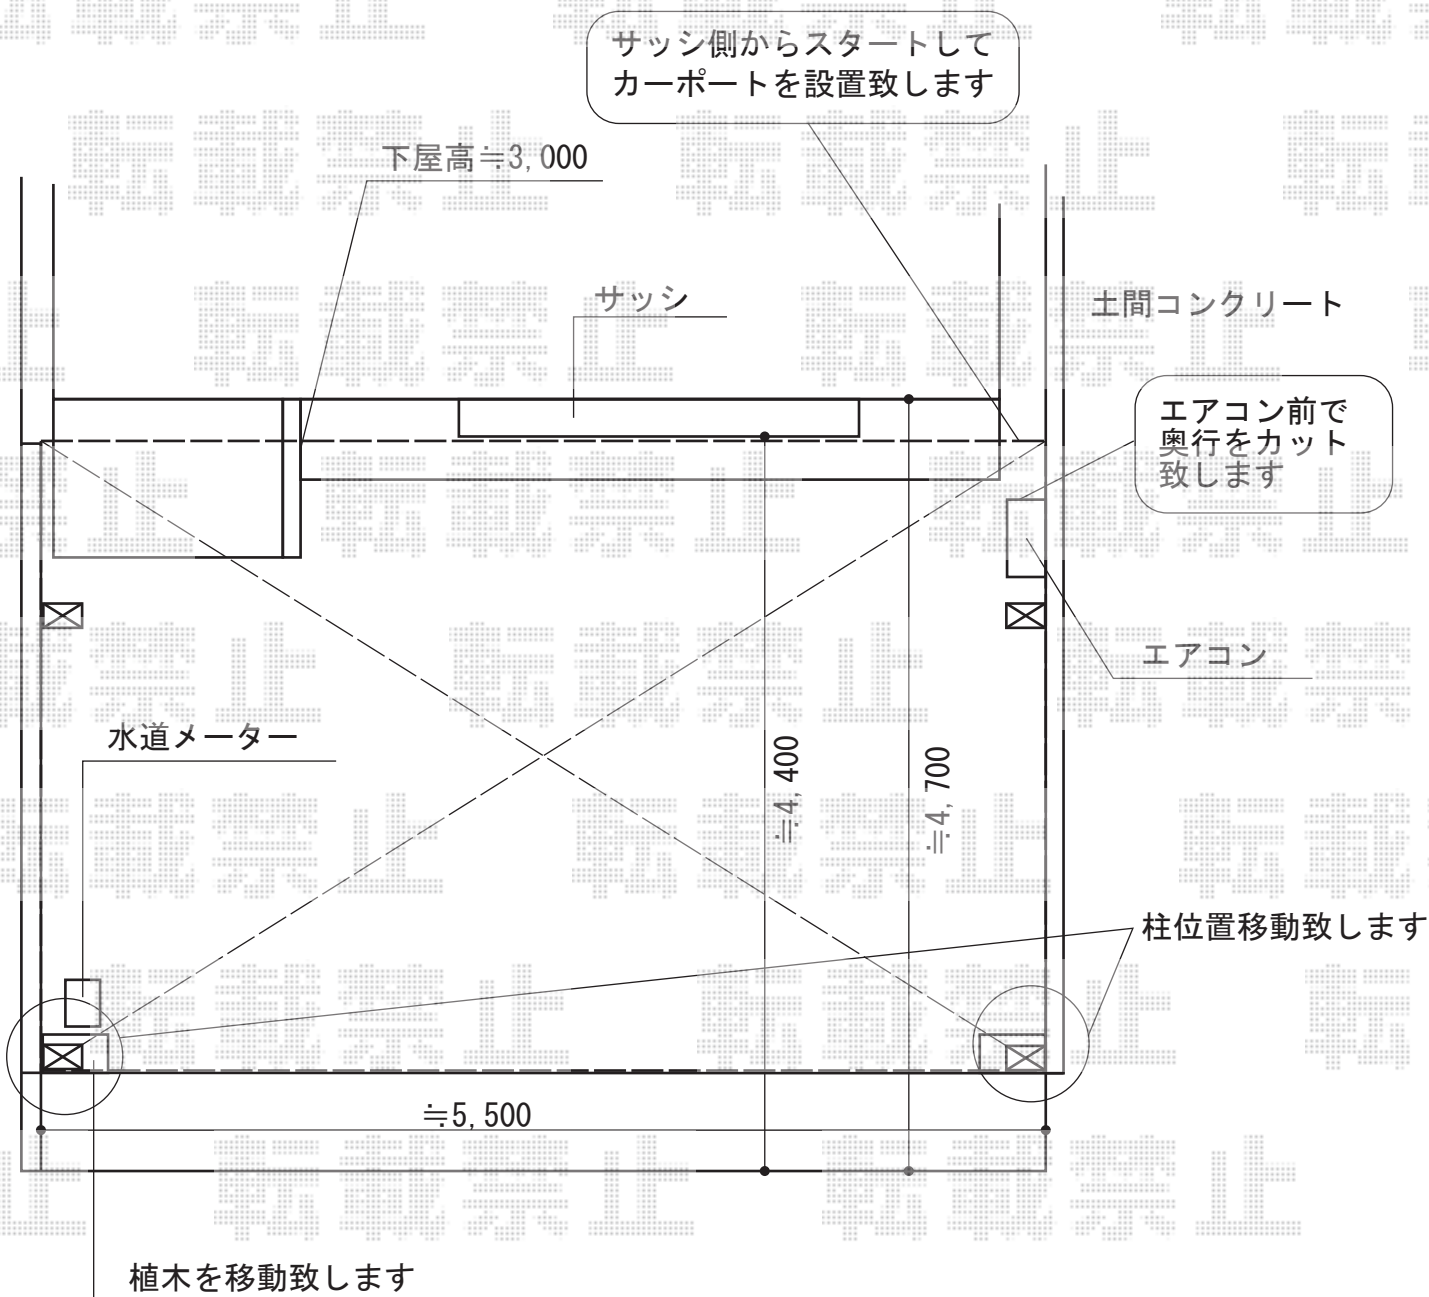 サッシ側からスタートして
カーポートを設置致します
下屋高≒3,000
サッシ
土間コンクリート
エアコン前で
奥行をカット
致します
エアコン
水道メーター
≒4,400
≒4,700
柱位置移動致します
≒5,500
植木を移動致します
転載禁止